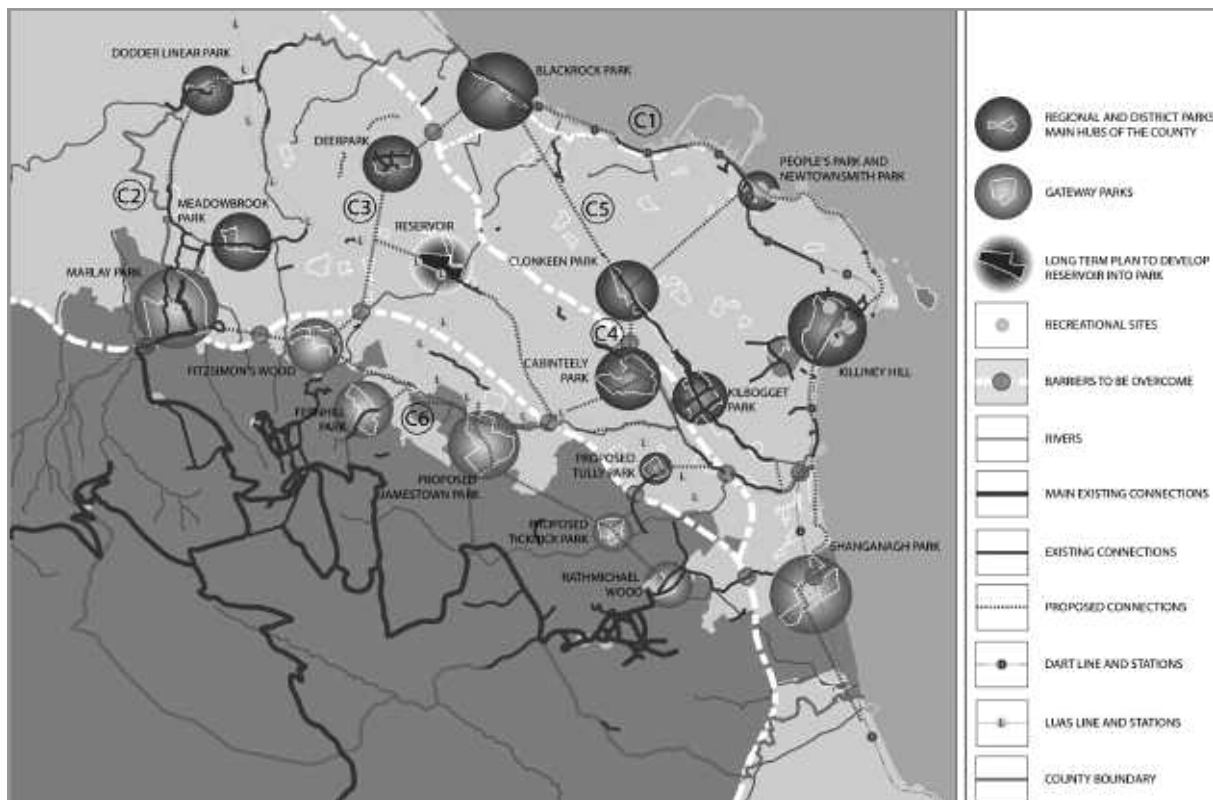 DODDER LINEAR PARK
BLACKROCK PARK
C1
DEERPARK
PEOPLE'S PARK AND
NEWTOWNSMITH PARK
C2
MEADOWBROOK
PARK
C3
C5
RESERVOIR
CLONKEEN PARK
MARLAY PARK
C4
FITZSIMON'S WOOD
CABINTEELY
PARK
KILLINEY HILL
KILBOGGET
PARK
FERNHILL
PARK
C6
PROPOSED
TULLY PARK
PROPOSED
JAMESTOWN PARK
PROPOSED
TICKNICK PARK
SHANGANAGH PARK
RATHMICHAEL
WOOD
REGIONAL AND DISTRICT PARKS
MAIN HUBS OF THE COUNTY
GATEWAY PARKS
LONG TERM PLAN TO DEVELOP
RESERVOIR INTO PARK
RECREATIONAL SITES
BARRIERS TO BE OVERCOME
RIVERS
MAIN EXISTING CONNECTIONS
EXISTING CONNECTIONS
PROPOSED CONNECTIONS
DART LINE AND STATIONS
LUAS LINE AND STATIONS
COUNTY BOUNDARY